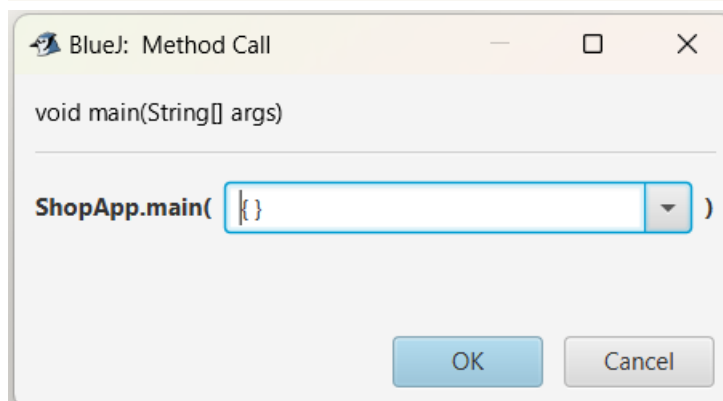 BlueJ: Method Call
void main(String[] args)
ShopApp.main( { } )
OK Cancel